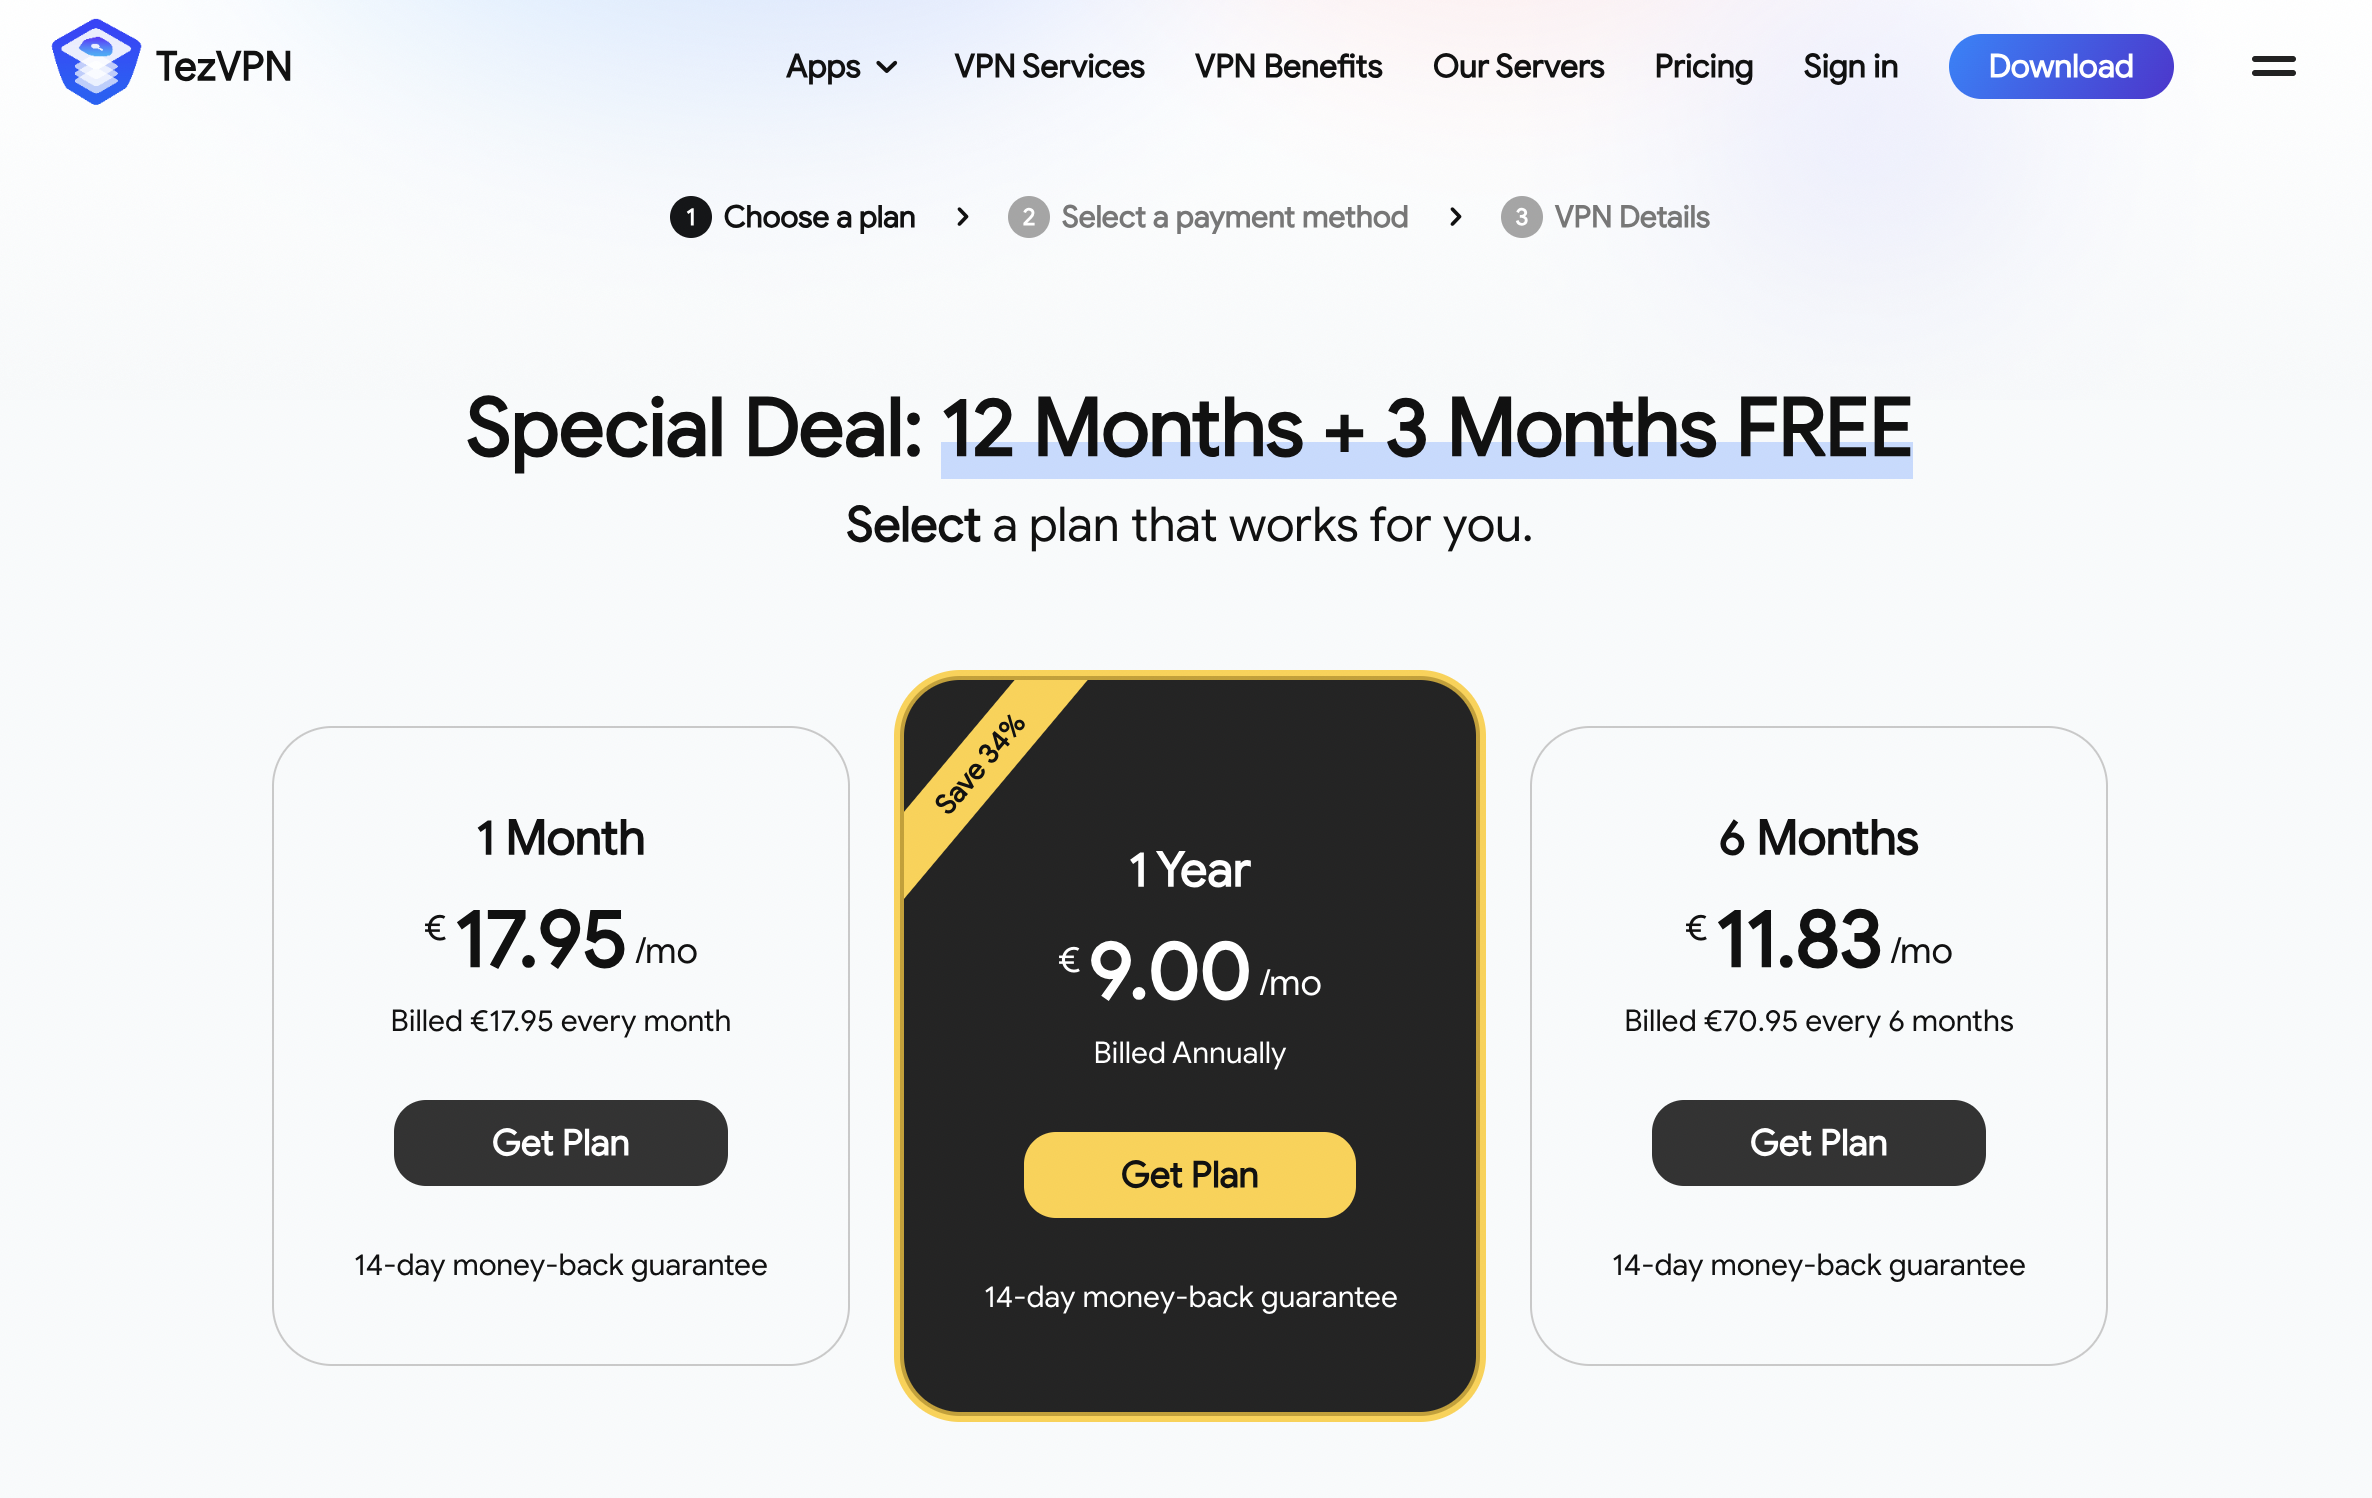 TezVPN
Apps
VPN Services
VPN Benefits
Our Servers
Pricing
Sign in
Download
1 Choose a plan
2 Select a payment method
3 VPN Details
Special Deal: 12 Months + 3 Months FREE
Select a plan that works for you.
1 Month
€ 17.95 /mo
Billed €17.95 every month
Get Plan
14-day money-back guarantee
Save 34%
1 Year
€ 9.00 /mo
Billed Annually
Get Plan
14-day money-back guarantee
6 Months
€ 11.83 /mo
Billed €70.95 every 6 months
Get Plan
14-day money-back guarantee